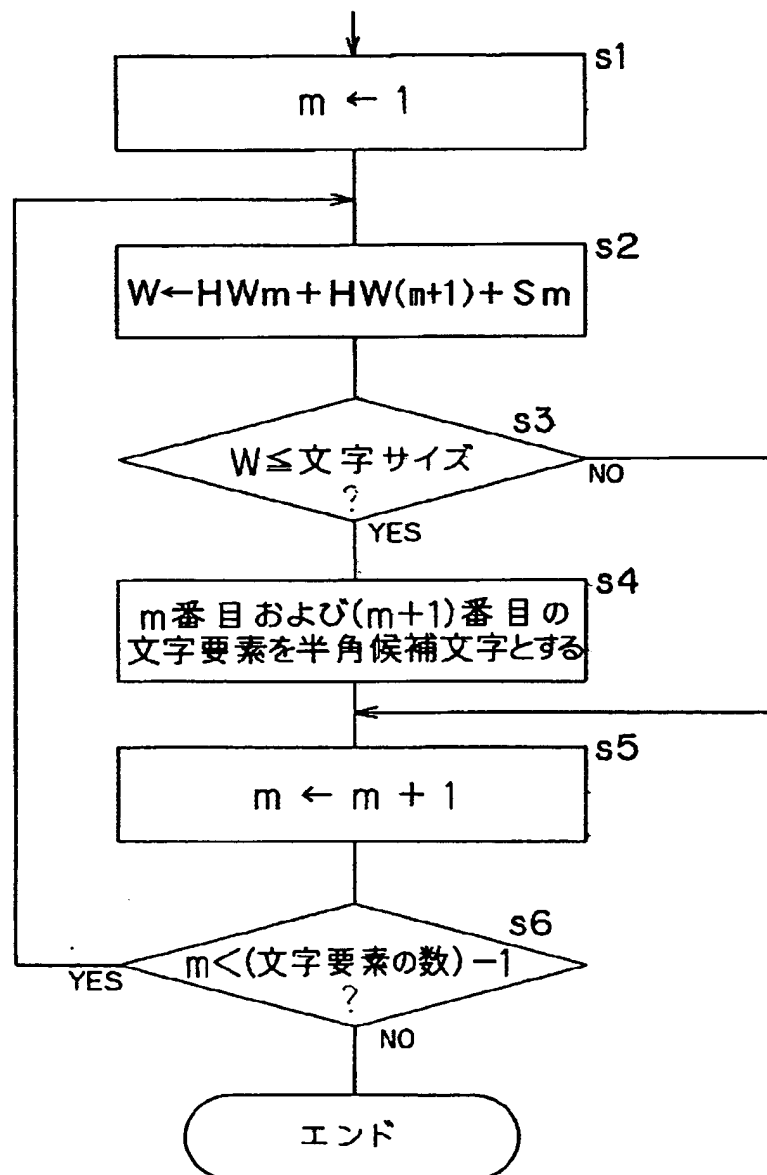 s1
m ← 1
s2
W←HWm+HW(m+1)+Sm
s3
W≦文字サイズ
?
NO
YES
s4
m番目および(m+1)番目の
文字要素を半角候補文字とする
s5
m ← m + 1
s6
m<(文字要素の数)-1
?
YES
NO
エンド